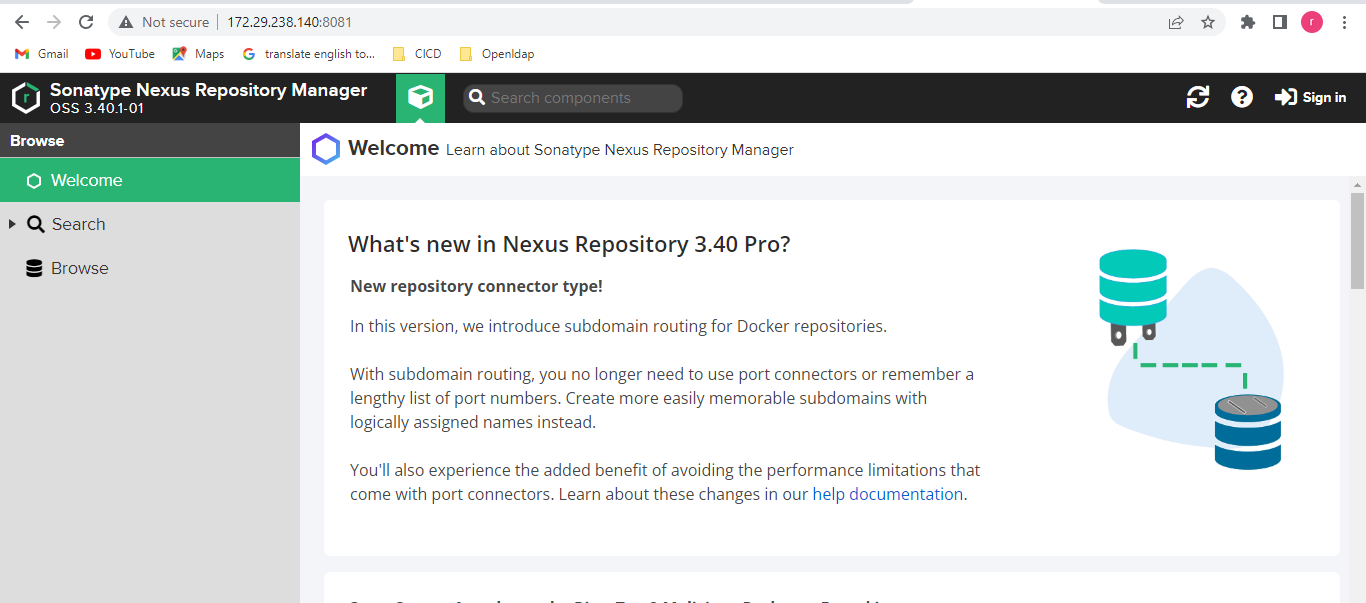 Not secure 172.29.238.140:8081 r
Gmail YouTube Maps translate english to... CICD Openldap
Sonatype Nexus Repository Manager
OSS 3.40.1-01
Search components
Sign in
Browse
Welcome Learn about Sonatype Nexus Repository Manager
Welcome
Search
Browse
What's new in Nexus Repository 3.40 Pro?
New repository connector type!
In this version, we introduce subdomain routing for Docker repositories.
With subdomain routing, you no longer need to use port connectors or remember a
lengthy list of port numbers. Create more easily memorable subdomains with
logically assigned names instead.
You'll also experience the added benefit of avoiding the performance limitations that
come with port connectors. Learn about these changes in our help documentation.